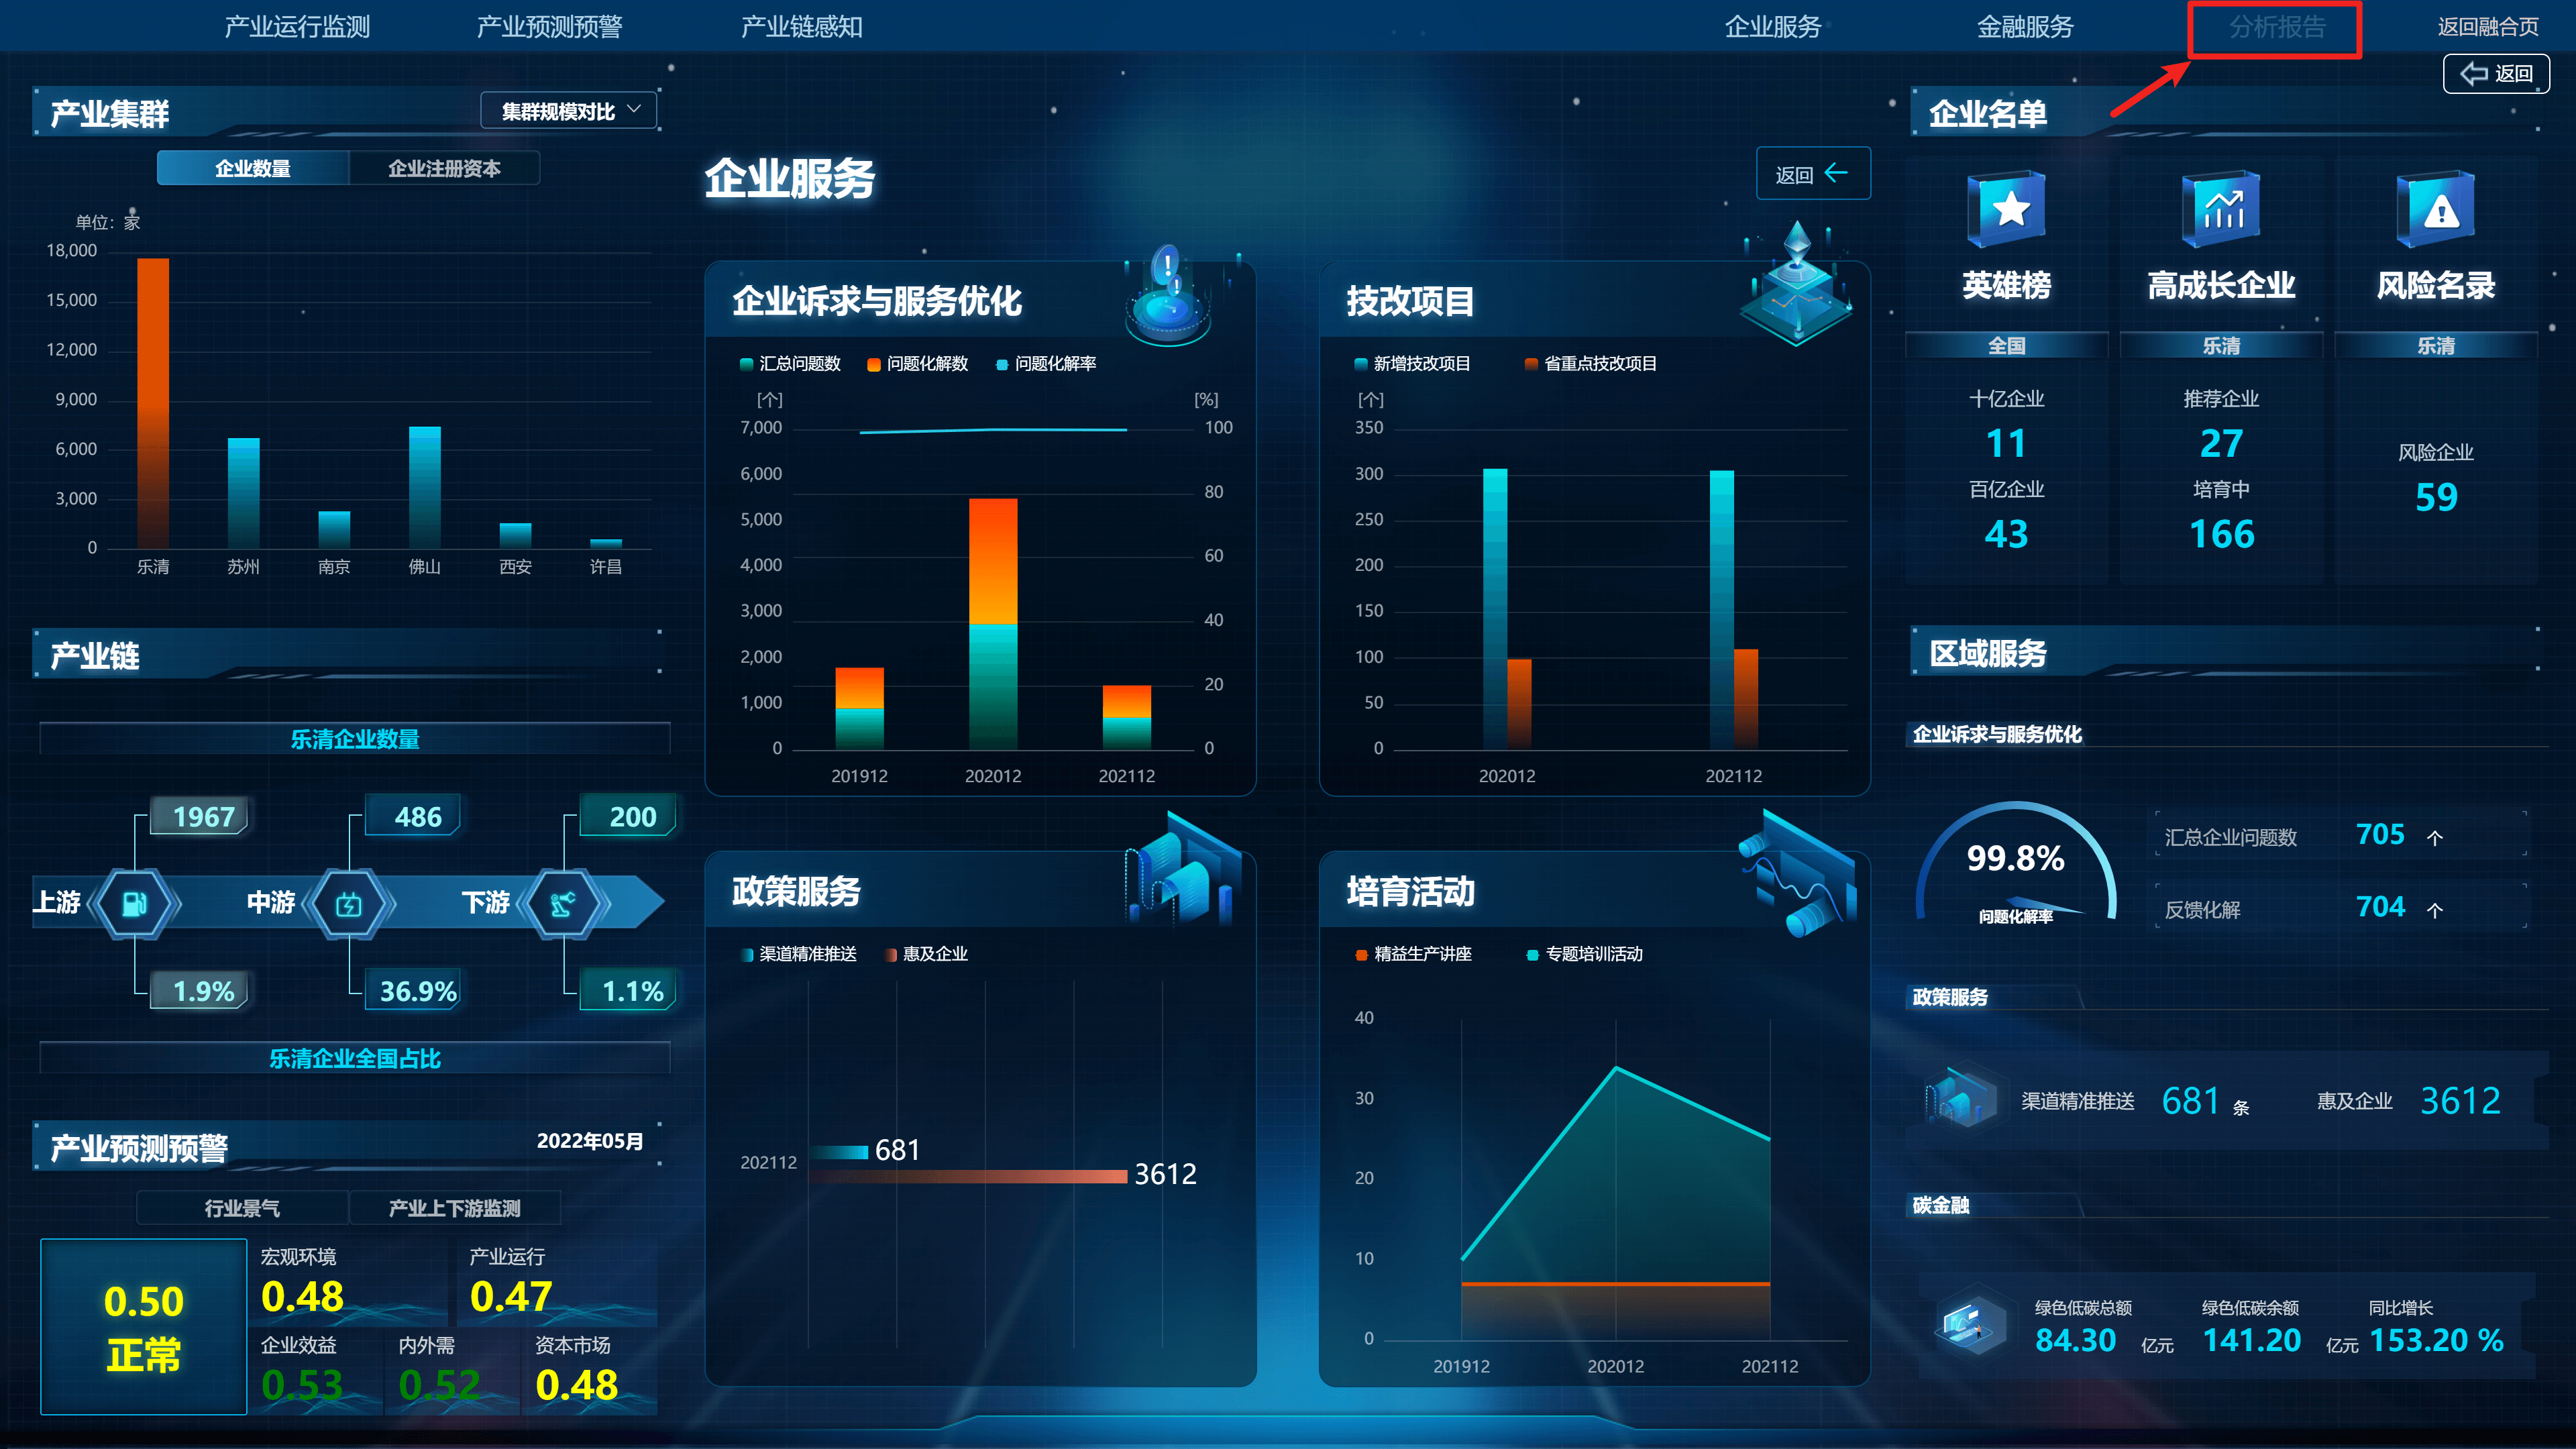 产业运行监测
产业预测预警
产业链感知
企业服务
金融服务
分析报告
返回融合页
返回
产业集群
集群规模对比
企业数量
企业注册资本
单位：家
18,000
15,000
12,000
9,000
6,000
3,000
0
乐清 苏州 南京 佛山 西安 许昌
产业链
乐清企业数量
1967 486 200
上游 中游 下游
1.9% 36.9% 1.1%
乐清企业全国占比
产业预测预警
2022年05月
行业景气
产业上下游监测
0.50
正常
宏观环境
0.48
产业运行
0.47
企业效益
0.53
内外需
0.52
资本市场
0.48
企业服务
返回
企业诉求与服务优化
汇总问题数 问题化解数 问题化解率
[个] [%]
7,000
6,000
5,000
4,000
3,000
2,000
1,000
0
100
80
60
40
20
0
201912 202012 202112
技改项目
新增技改项目 省重点技改项目
[个]
350
300
250
200
150
100
50
0
202012 202112
政策服务
渠道精准推送 惠及企业
202112
681
3612
培育活动
精益生产讲座 专题培训活动
40
30
20
10
0
201912 202012 202112
企业名单
英雄榜
全国
十亿企业
11
百亿企业
43
高成长企业
乐清
推荐企业
27
培育中
166
风险名录
乐清
风险企业
59
区域服务
企业诉求与服务优化
99.8%
问题化解率
汇总企业问题数 705 个
反馈化解 704 个
政策服务
渠道精准推送 681 条 惠及企业 3612
碳金融
绿色低碳总额 绿色低碳余额 同比增长
84.30 亿元 141.20 亿元 153.20 %